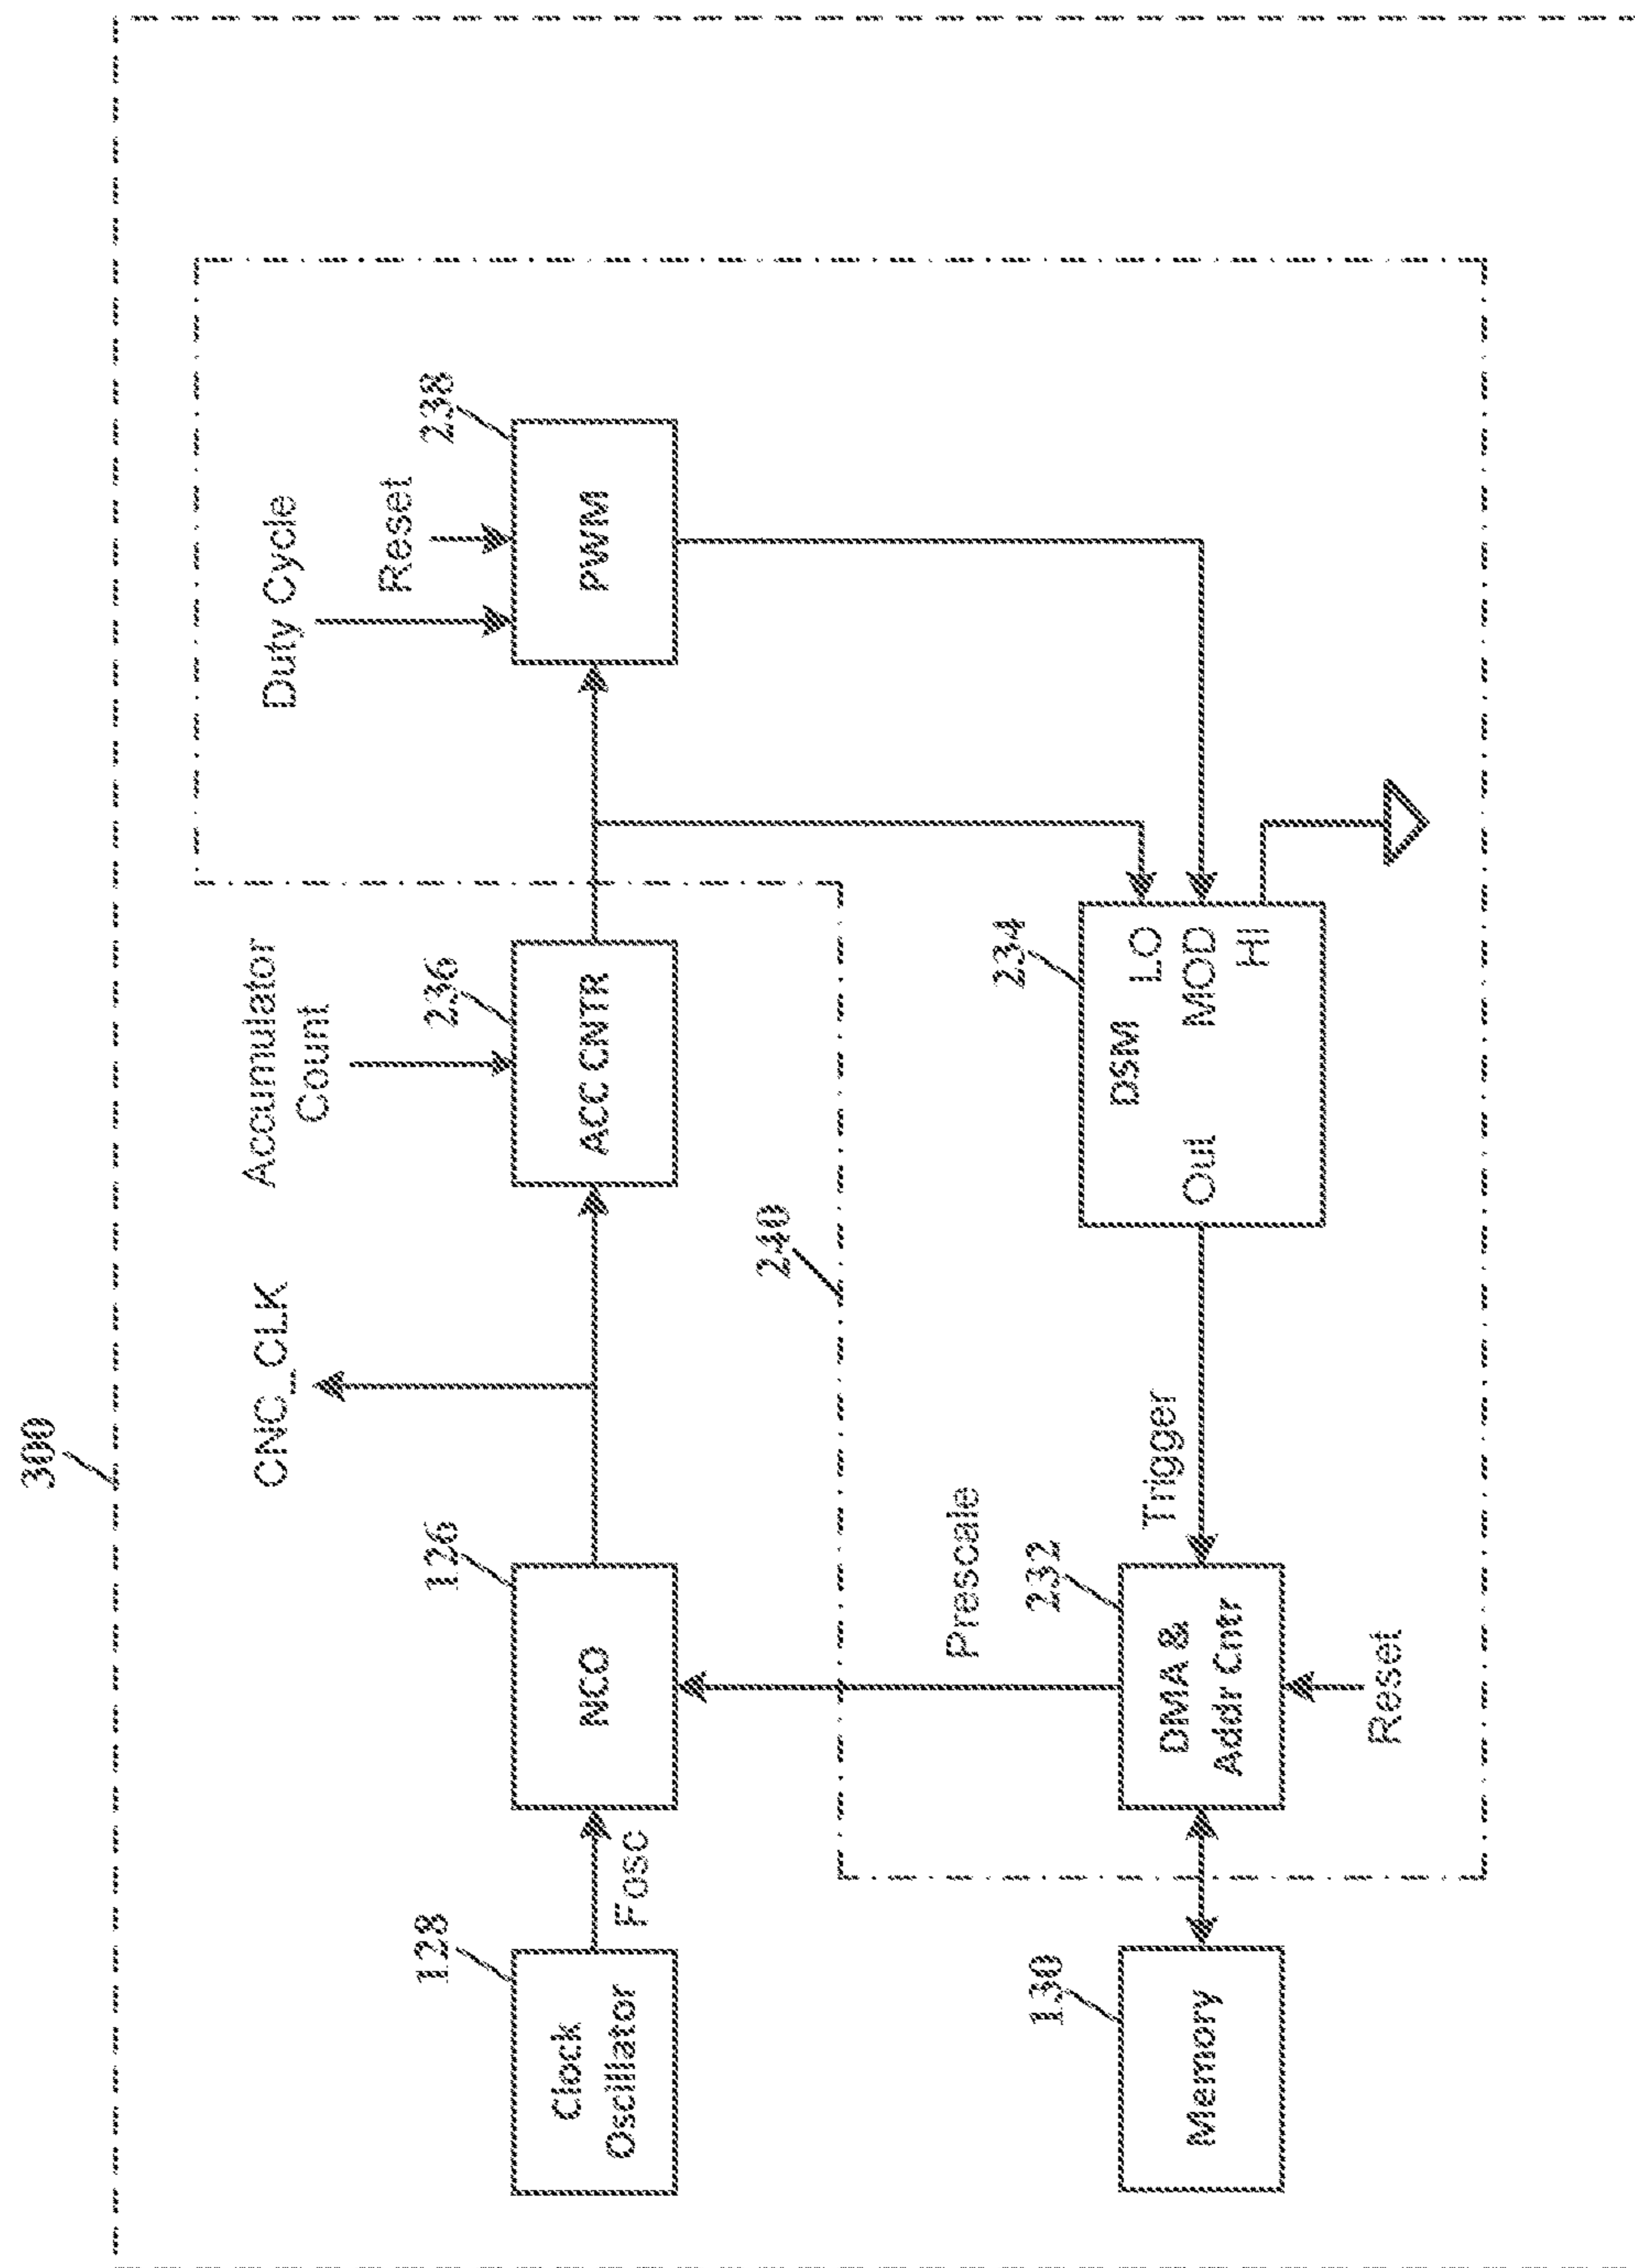 300
CNC_CLK
Accumulator
Count
Duty Cycle
Reset
128
126
236
238
Clock
Oscillator
Fosc
NCO
ACC CNTR
PWM
240
Prescale
130
232
Trigger
234
Memory
DMA &
Addr Cntr
DSM
Out
LO
MOD
HI
Reset